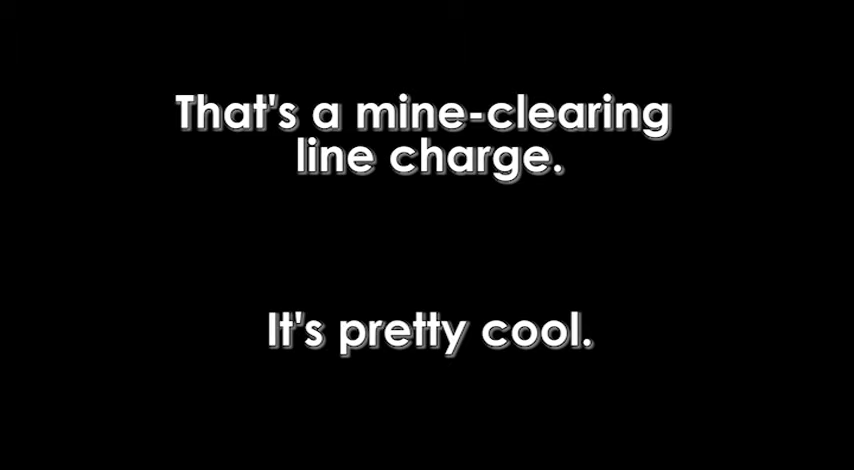 That's a mine-clearing
line charge.
It's pretty cool.